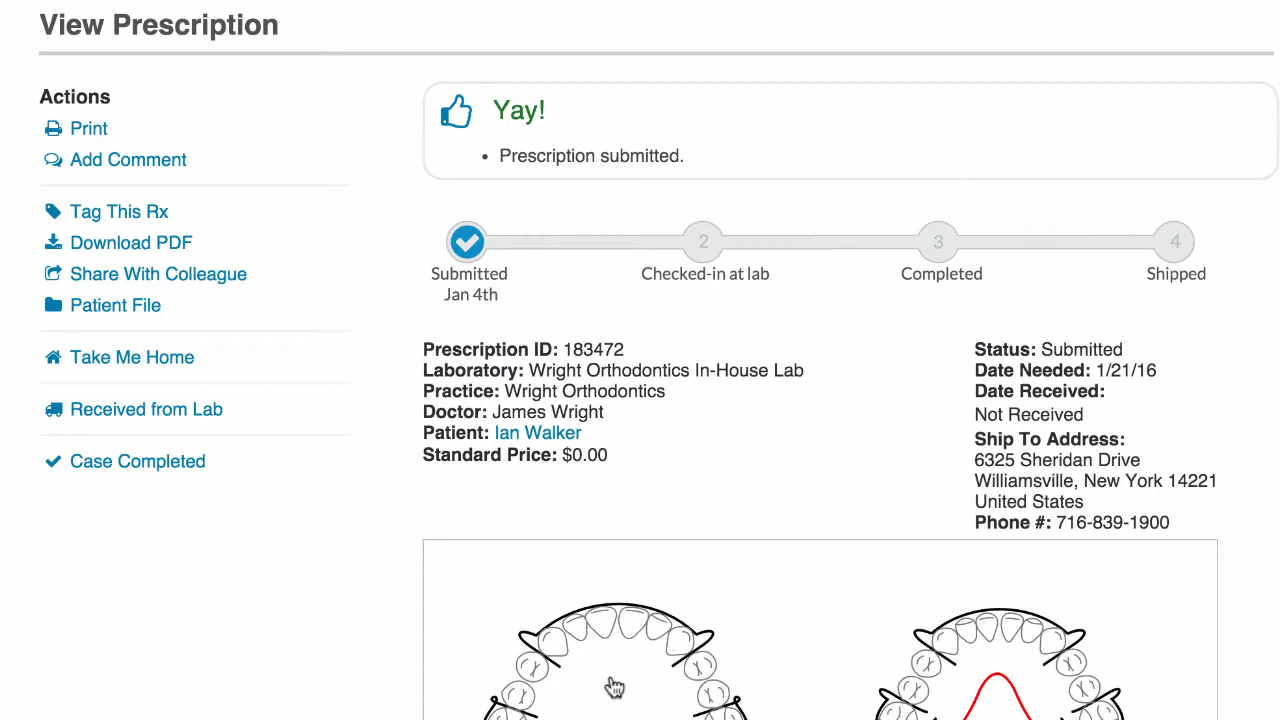 View Prescription
Actions
Print
Add Comment
Tag This Rx
Download PDF
Share With Colleague
Patient File
Take Me Home
Received from Lab
Case Completed
Yay!
• Prescription submitted.
2
3
4
Submitted
Checked-in at lab
Completed
Shipped
Jan 4th
Prescription ID: 183472
Laboratory: Wright Orthodontics In-House Lab
Practice: Wright Orthodontics
Doctor: James Wright
Patient: Ian Walker
Standard Price: $0.00
Status: Submitted
Date Needed: 1/21/16
Date Received:
Not Received
Ship To Address:
6325 Sheridan Drive
Williamsville, New York 14221
United States
Phone #: 716-839-1900